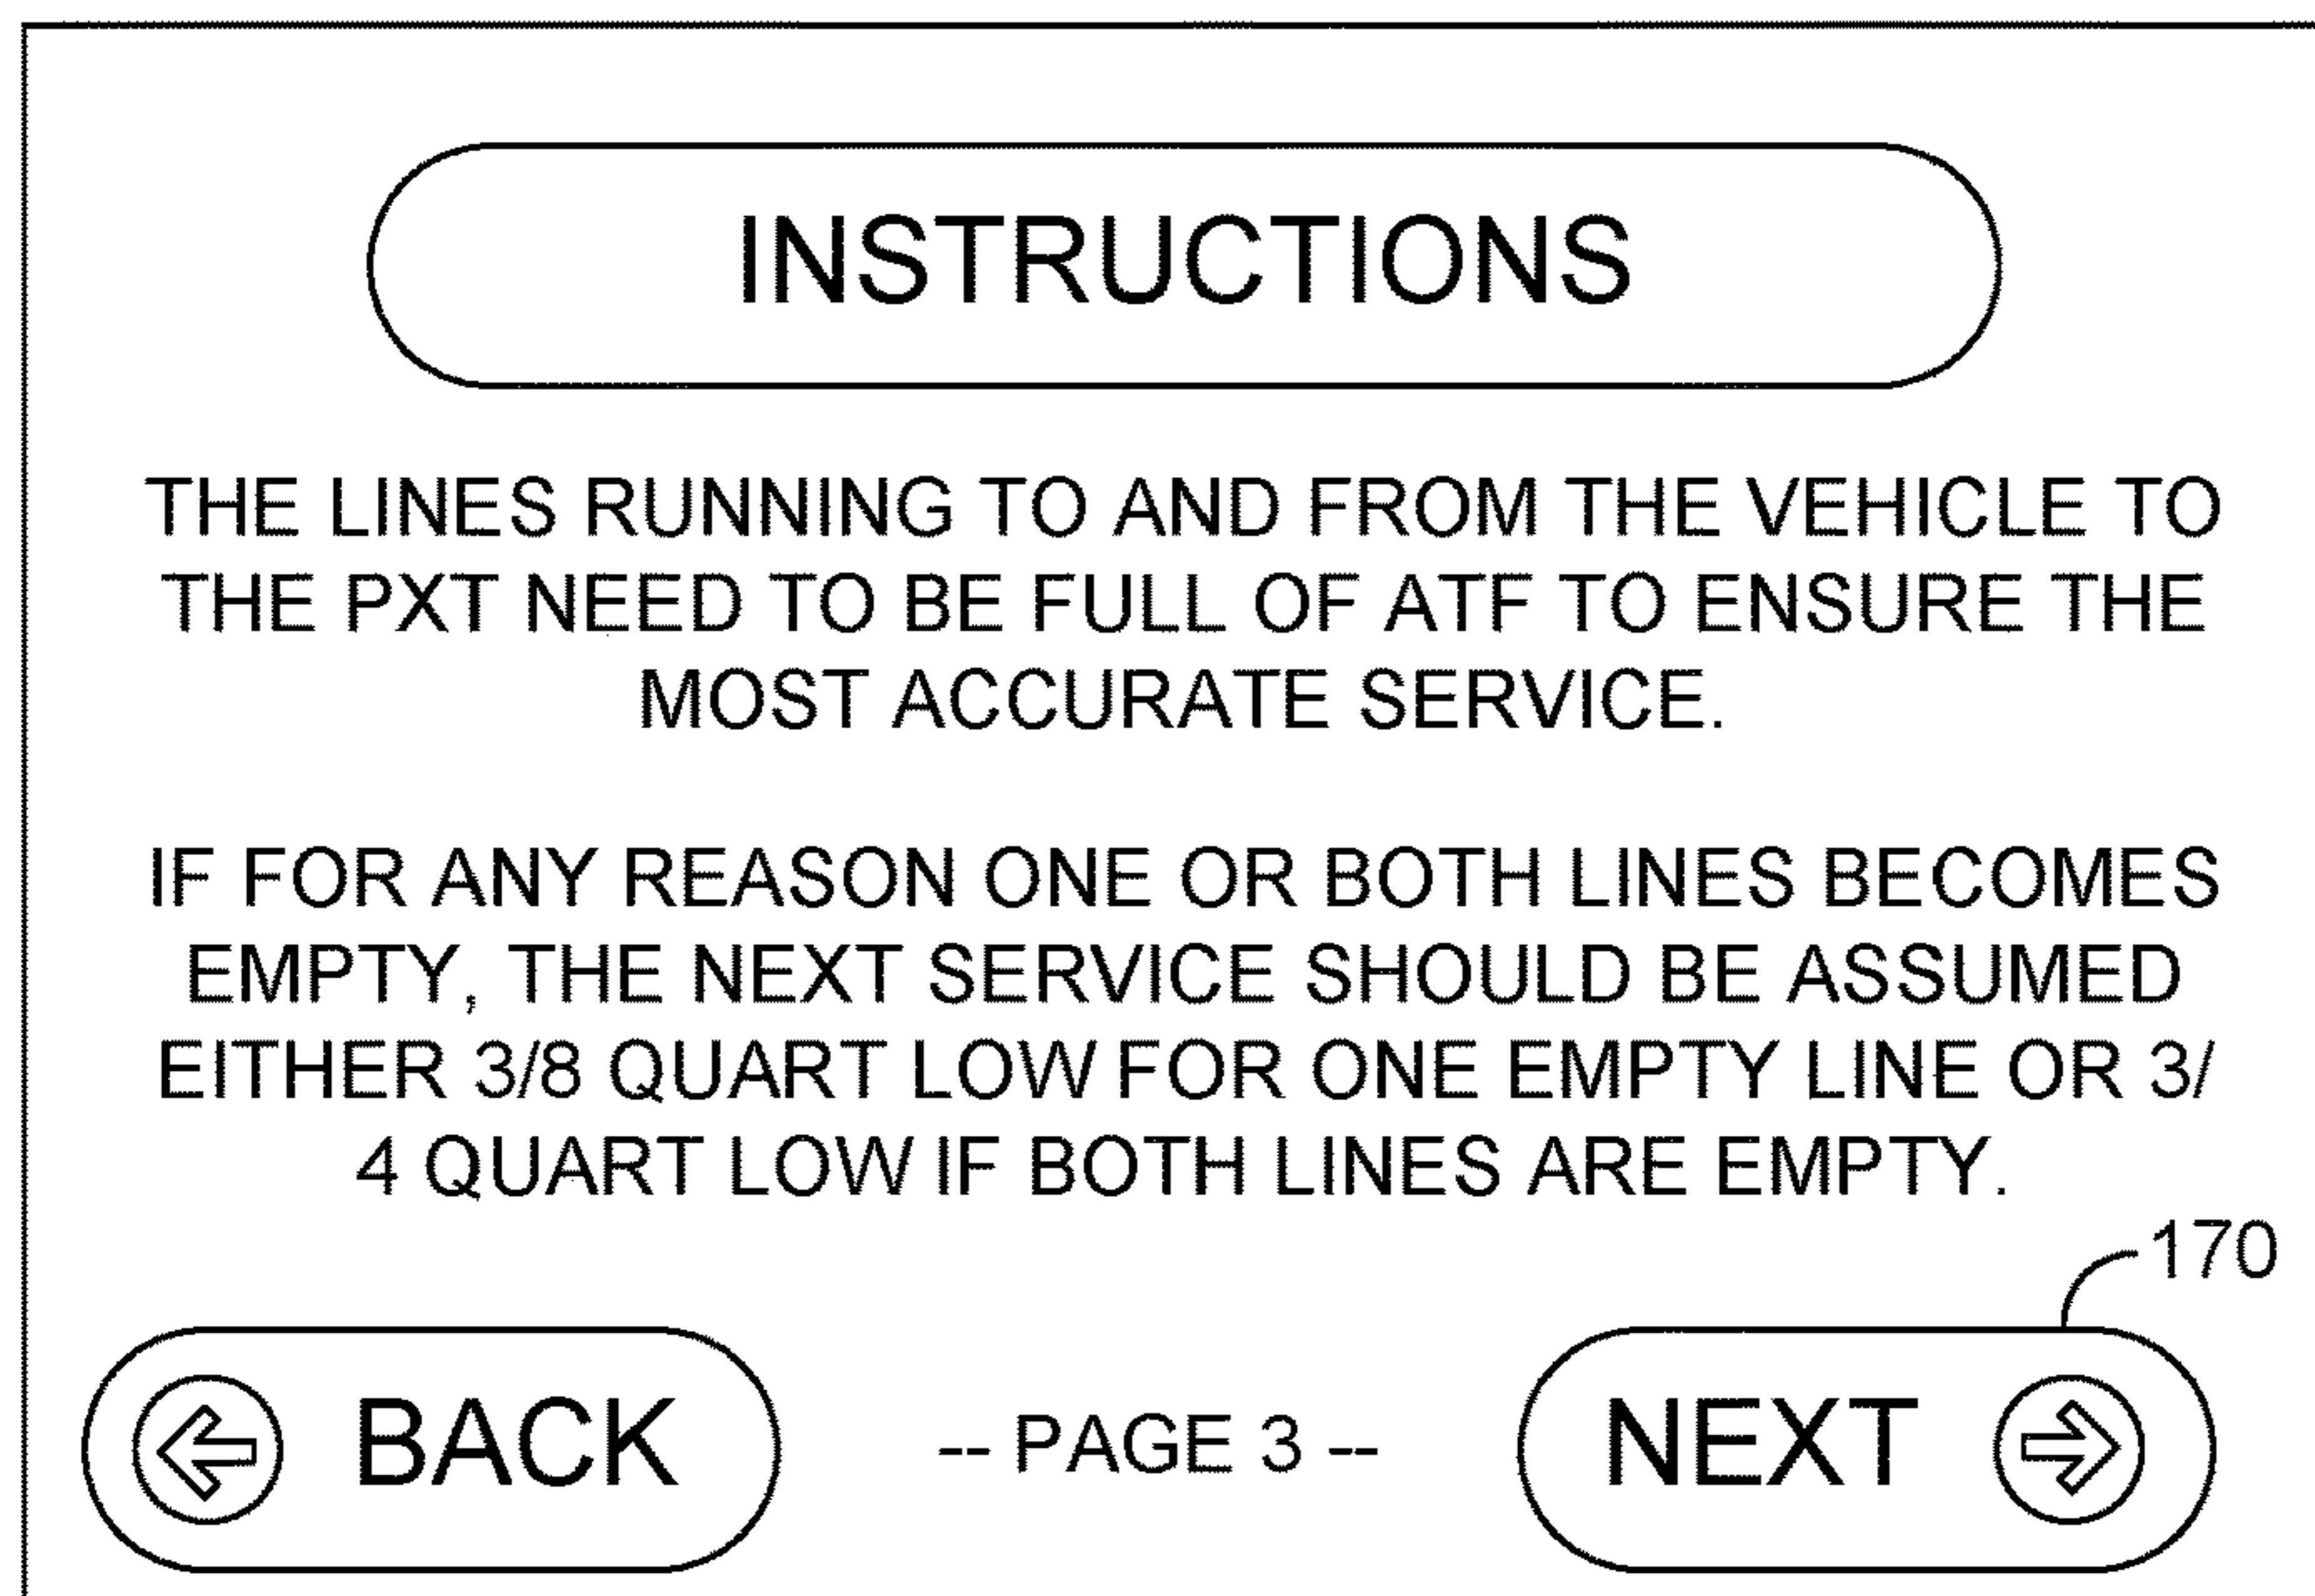 INSTRUCTIONS
THE LINES RUNNING TO AND FROM THE VEHICLE TO
THE PXT NEED TO BE FULL OF ATF TO ENSURE THE
MOST ACCURATE SERVICE.
IF FOR ANY REASON ONE OR BOTH LINES BECOMES
EMPTY, THE NEXT SERVICE SHOULD BE ASSUMED
EITHER 3/8 QUART LOW FOR ONE EMPTY LINE OR 3/
4 QUART LOW IF BOTH LINES ARE EMPTY.
170
BACK -- PAGE 3 -- NEXT